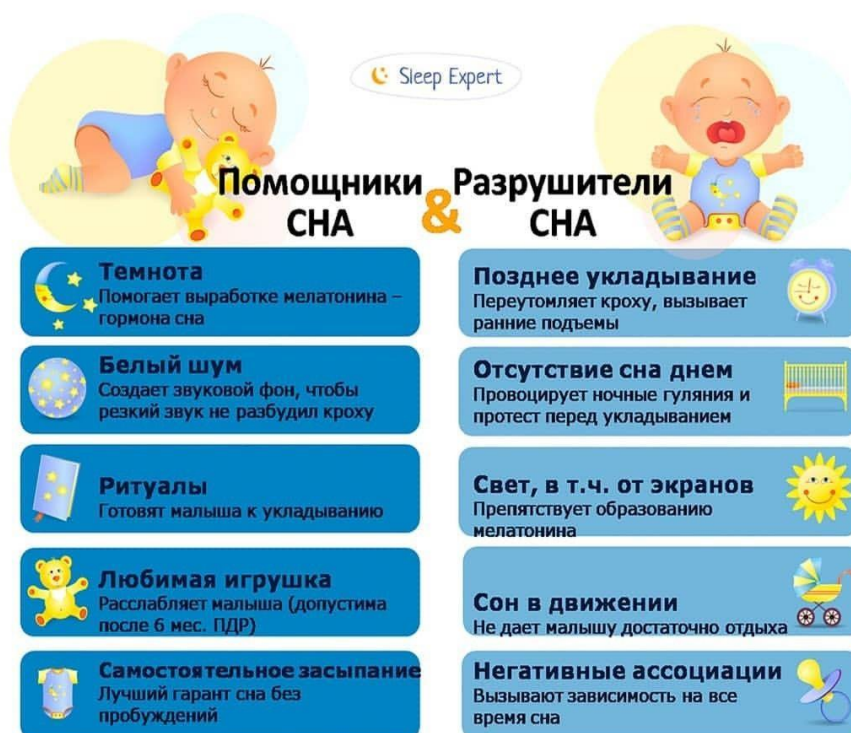 Sleep Expert
Помощники
СНА
&
Разрушители
СНА
Темнота
Помогает выработке мелатонина –
гормона сна
Белый шум
Создает звуковой фон, чтобы
резкий звук не разбудил кроху
Ритуалы
Готовят малыша к укладыванию
Любимая игрушка
Расслабляет малыша (допустима
после 6 мес. ПДР)
Самостоятельное засыпание
Лучший гарант сна без
пробуждений
Позднее укладывание
Переутомляет кроху, вызывает
ранние подъемы
Отсутствие сна днем
Провоцирует ночные гуляния и
протест перед укладыванием
Свет, в т.ч. от экранов
Препятствует образованию
мелатонина
Сон в движении
Не дает малышу достаточно отдыха
Негативные ассоциации
Вызывают зависимость на все
время сна